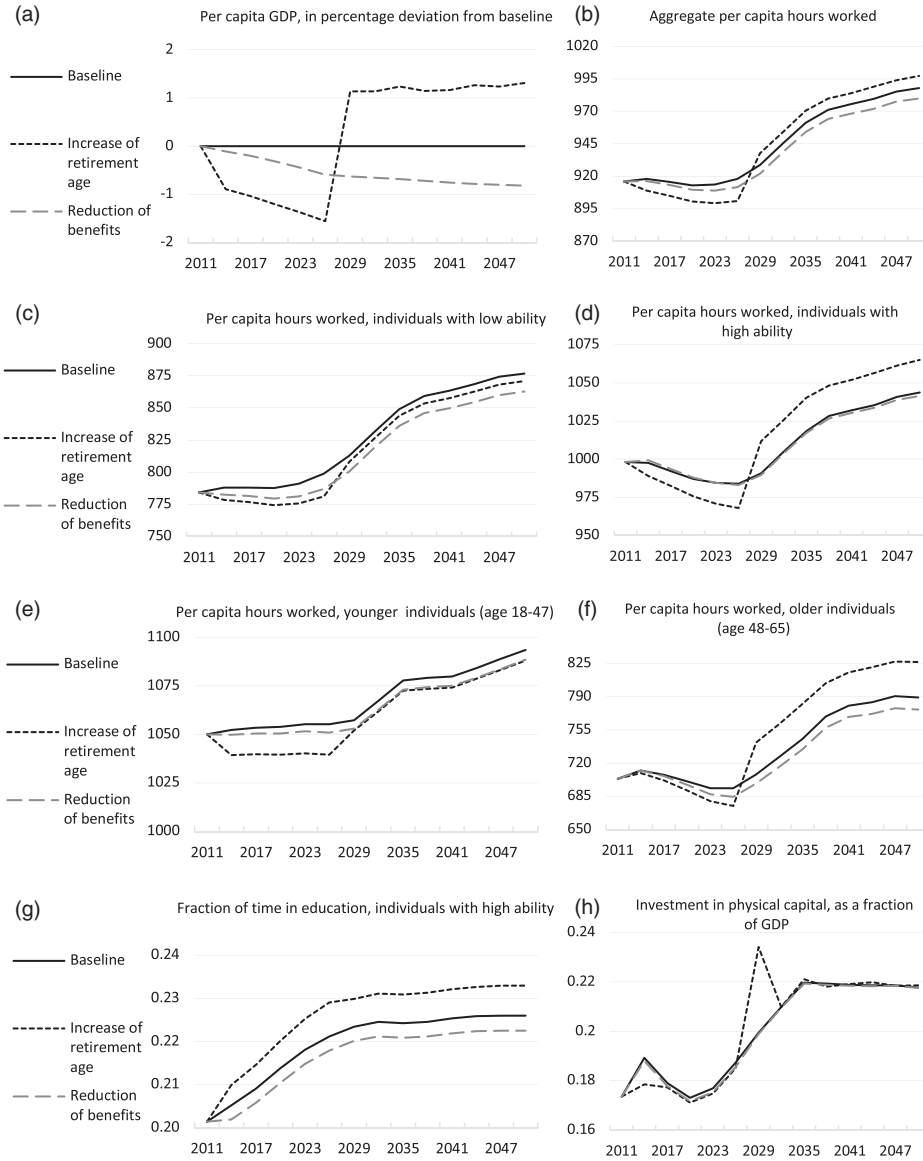 (a)
Per capita GDP, in percentage deviation from baseline
Baseline
Increase of
retirement
age
Reduction of
benefits
2
1
0
-1
-2
2011 2017 2023 2029 2035 2041 2047
(b)
Aggregate per capita hours worked
1020
995
970
945
920
895
870
2011 2017 2023 2029 2035 2041 2047
(c)
Per capita hours worked, individuals with low ability
Baseline
Increase of
retirement
age
Reduction
of benefits
900
875
850
825
800
775
750
2011 2017 2023 2029 2035 2041 2047
(d)
Per capita hours worked, individuals with
high ability
1075
1050
1025
1000
975
950
2011 2017 2023 2029 2035 2041 2047
(e)
Per capita hours worked, younger individuals (age 18-47)
Baseline
Increase of
retirement
age
Reduction
of benefits
1100
1075
1050
1025
1000
2011 2017 2023 2029 2035 2041 2047
(f)
Per capita hours worked, older individuals
(age 48-65)
825
790
755
720
685
650
2011 2017 2023 2029 2035 2041 2047
(g)
Fraction of time in education, individuals with high ability
Baseline
Increase of
retirement
age
Reduction
of benefits
0.24
0.23
0.22
0.21
0.20
2011 2017 2023 2029 2035 2041 2047
(h)
Investment in physical capital, as a fraction
of GDP
0.24
0.22
0.2
0.18
0.16
2011 2017 2023 2029 2035 2041 2047